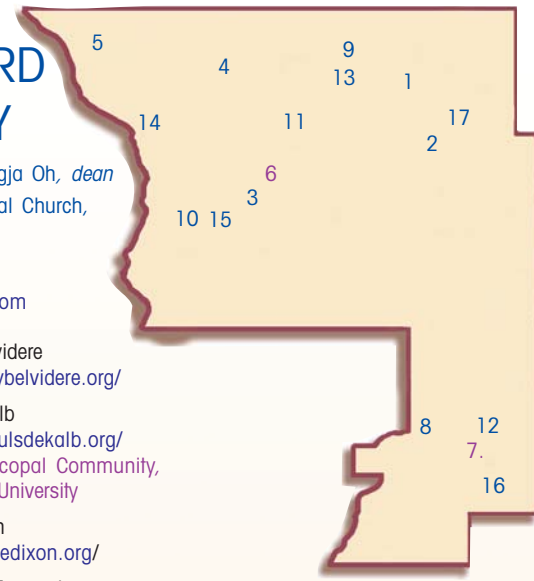 RD
Y
gja Oh, dean
al Church,
om
videre
ybelvidere.org/
lb
ulsdekalb.org/
copal Community,
University
n
edixon.org/
5
4
9
13
1
14
11
17
2
6
3
10 15
8
12
7.
16